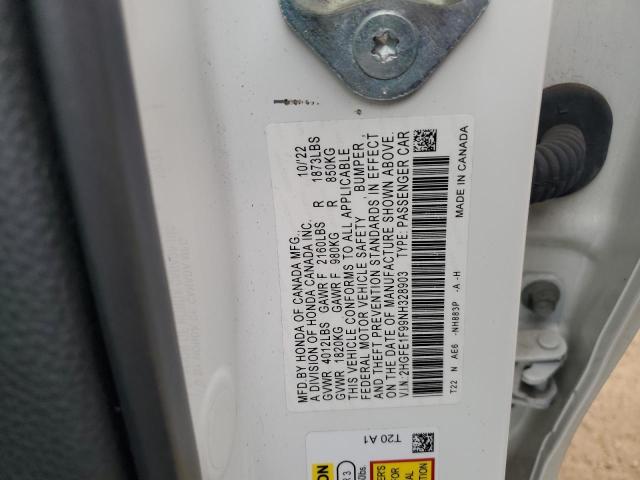 MFD.BY HONDA OF CANADA MFG., 10/'22
A DIVISION OF HONDA CANADA INC.
GVWR 4012LBS GAWR F 2160LBS R 1873LBS
GVWR 1820KG GAWR F 980KG R 850KG
THIS VEHICLE CONFORMS TO ALL APPLICABLE
FEDERAL MOTOR VEHICLE SAFETY ,BUMPER ,
AND THEFT PREVENTION STANDARDS IN EFFECT
ON THE DATE OF MANUFACTURE SHOWN ABOVE.
V.I.N.:2HGFE1F99NH328903 TYPE: PASSENGER CAR
T22 N AE6 -NH883P -A -H
MADE IN CANADA
T20 A1